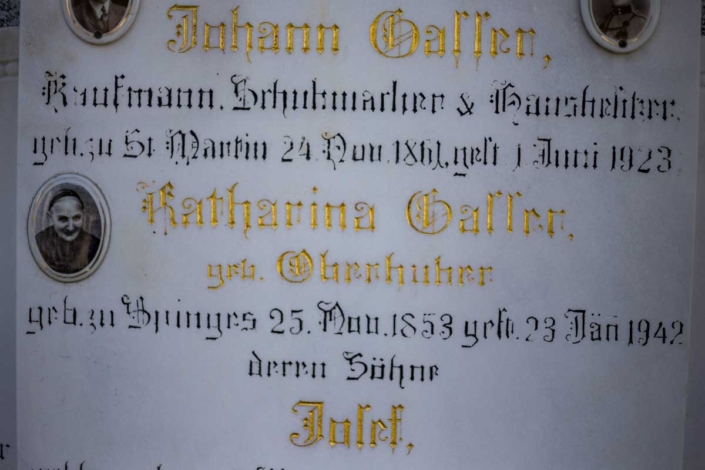 Johann Gasser,
Kaufmann, Schuhmacher & Hausbesitzer,
geb. zu St. Martin 24. Nov. 1861, gest. 1. Juni 1923
Katharina Gasser,
geb. Oberhuber
geb. zu Spinges 25. Nov. 1853 gest. 23 Jän 1942
deren Söhne
Josef,